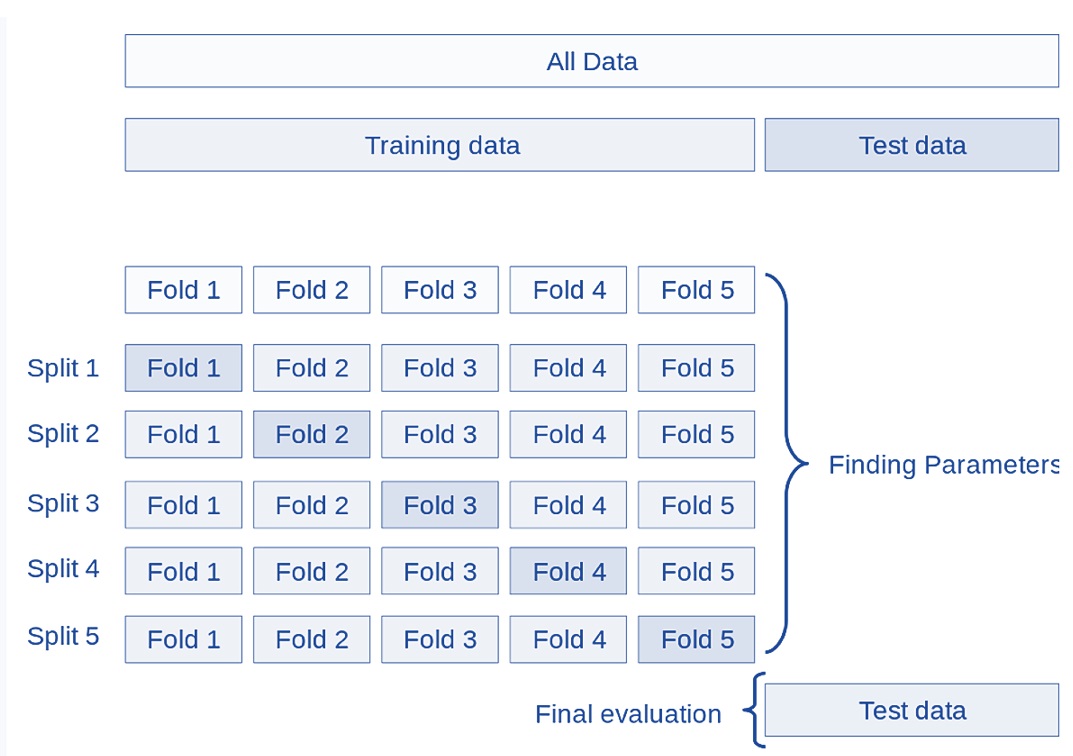 All Data
Training data Test data
Fold 1 Fold 2 Fold 3 Fold 4 Fold 5
Split 1 Fold 1 Fold 2 Fold 3 Fold 4 Fold 5
Split 2 Fold 1 Fold 2 Fold 3 Fold 4 Fold 5
Finding Parameters
Split 3 Fold 1 Fold 2 Fold 3 Fold 4 Fold 5
Split 4 Fold 1 Fold 2 Fold 3 Fold 4 Fold 5
Split 5 Fold 1 Fold 2 Fold 3 Fold 4 Fold 5
Final evaluation Test data